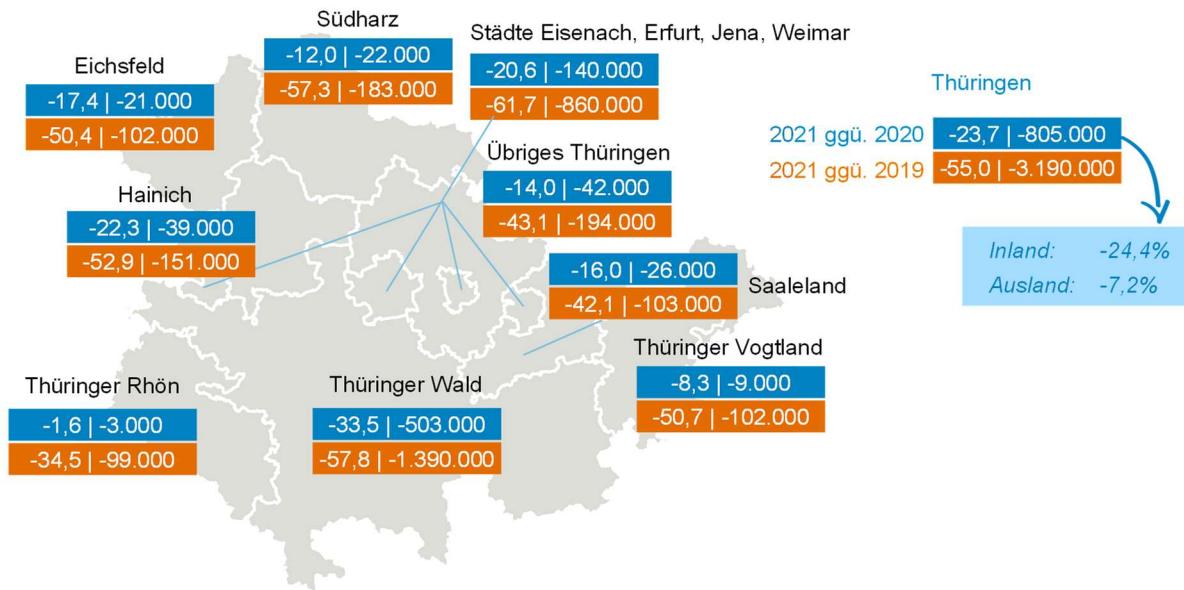 Südharz
-12,0 | -22.000
-57,3 | -183.000
Städte Eisenach, Erfurt, Jena, Weimar
-20,6 | -140.000
-61,7 | -860.000
Eichsfeld
-17,4 | -21.000
-50,4 | -102.000
Thüringen
2021 ggü. 2020 -23,7 | -805.000
2021 ggü. 2019 -55,0 | -3.190.000
Inland: -24,4%
Ausland: -7,2%
Übriges Thüringen
-14,0 | -42.000
-43,1 | -194.000
Hainich
-22,3 | -39.000
-52,9 | -151.000
-16,0 | -26.000
-42,1 | -103.000
Saaleland
Thüringer Vogtland
-8,3 | -9.000
-50,7 | -102.000
Thüringer Rhön
-1,6 | -3.000
-34,5 | -99.000
Thüringer Wald
-33,5 | -503.000
-57,8 | -1.390.000